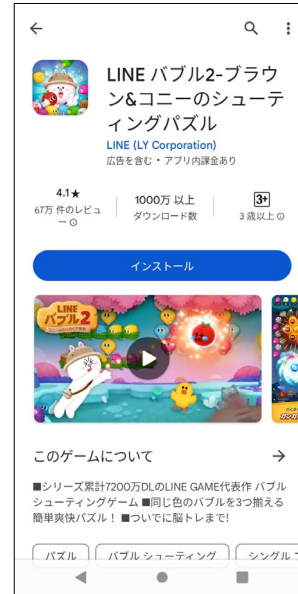 LINE バブル2-ブラウ
ン&コニーのシューテ
ィングパズル
LINE (LY Corporation)
広告を含む・アプリ内課金あり
4.1★
67万 件のレビュ
ー
1000万 以上
ダウンロード数
3+
3 歳以上
インストール
LINE
バブル2
このゲームについて
■シリーズ累計7200万DLのLINE GAME代表作 バブル
シューティングゲーム ■同じ色のバブルを3つ揃える
簡単爽快パズル！ ■ついでに脳トレまで!
パズル
バブル シューティング
シングル